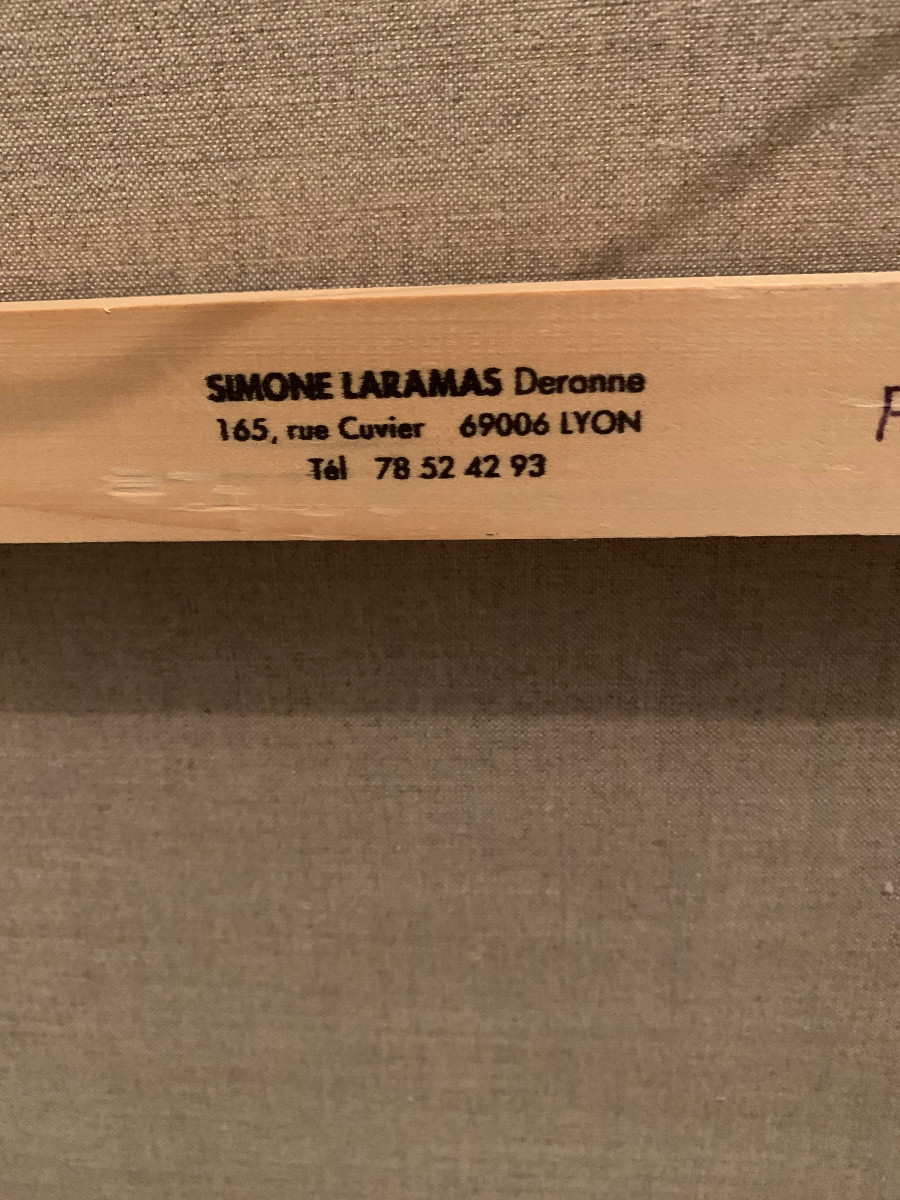 SIMONE LARAMAS Deronne
165, rue Cuvier 69006 LYON
Tél 78 52 42 93